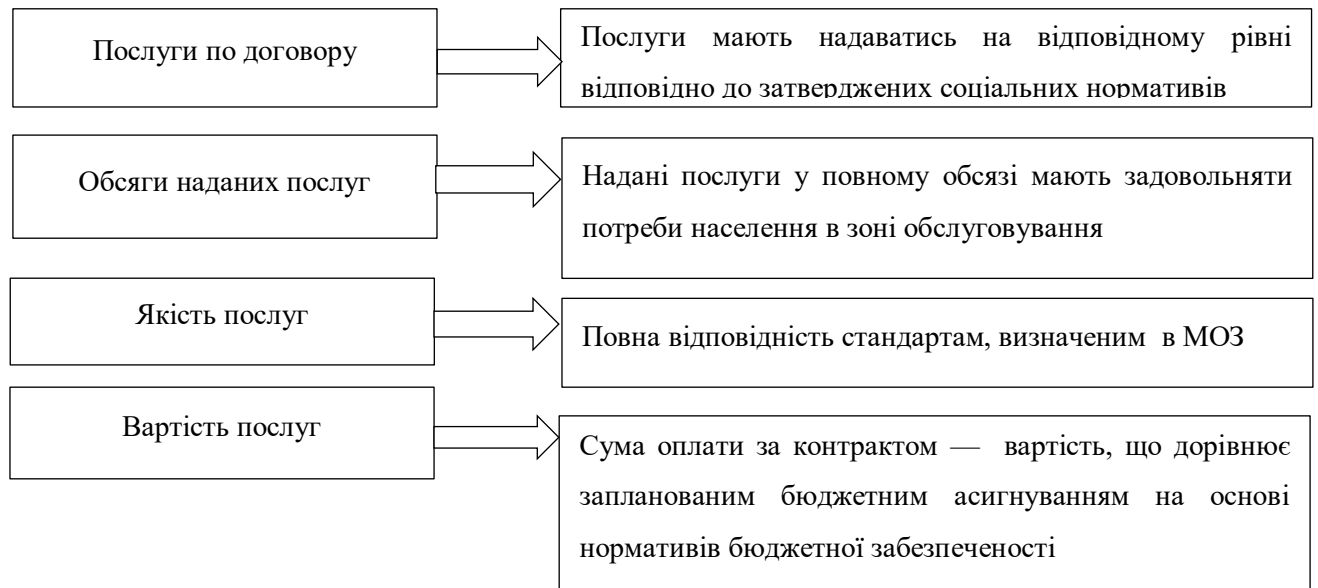 Послуги по договору
Послуги мають надаватись на відповідному рівні
відповідно до затверджених соціальних нормативів
Обсяги наданих послуг
Надані послуги у повному обсязі мають задовольняти
потреби населення в зоні обслуговування
Якість послуг
Повна відповідність стандартам, визначеним в МОЗ
Вартість послуг
Сума оплати за контрактом — вартість, що дорівнює
запланованим бюджетним асигнуванням на основі
нормативів бюджетної забезпеченості